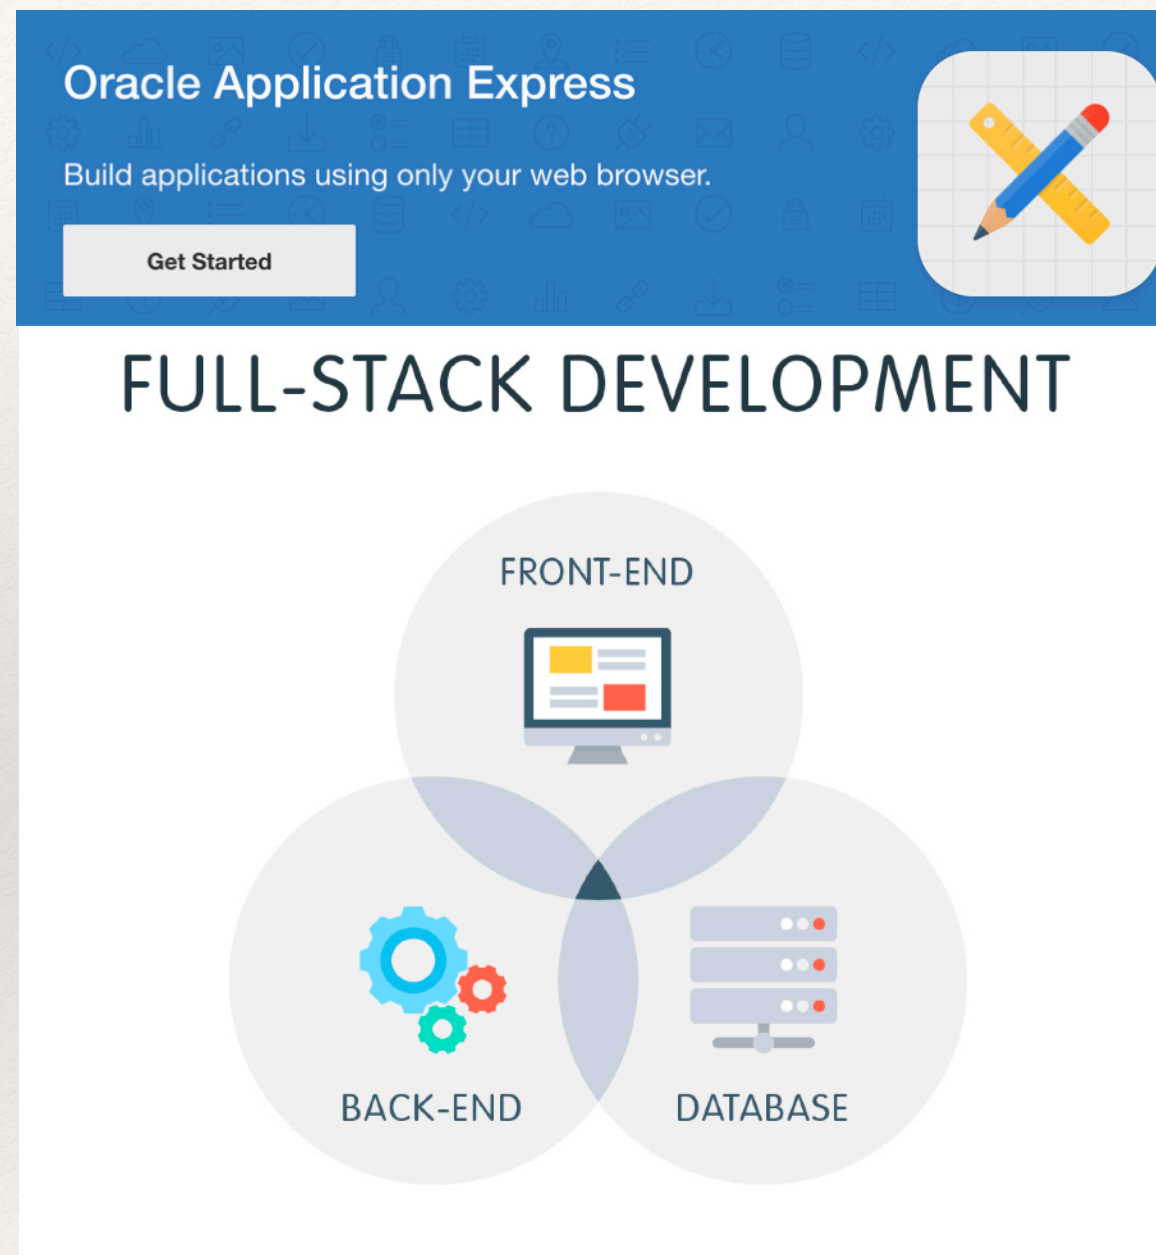 Oracle Application Express
Build applications using only your web browser.
Get Started
FULL-STACK DEVELOPMENT
FRONT-END
BACK-END
DATABASE